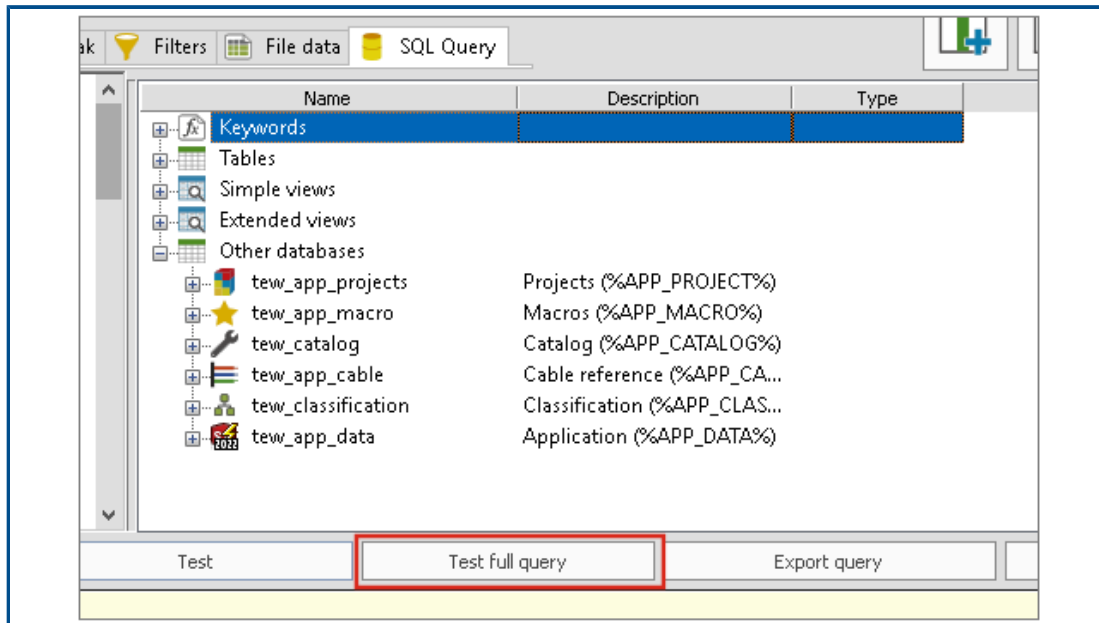 ak Filters File data SQL Query
Name Description Type
Keywords
Tables
Simple views
Extended views
Other databases
tew_app_projects Projects (%APP_PROJECT%)
tew_app_macro Macros (%APP_MACRO%)
tew_catalog Catalog (%APP_CATALOG%)
tew_app_cable Cable reference (%APP_CA...
tew_classification Classification (%APP_CLAS...
tew_app_data Application (%APP_DATA%)
Test Test full query Export query